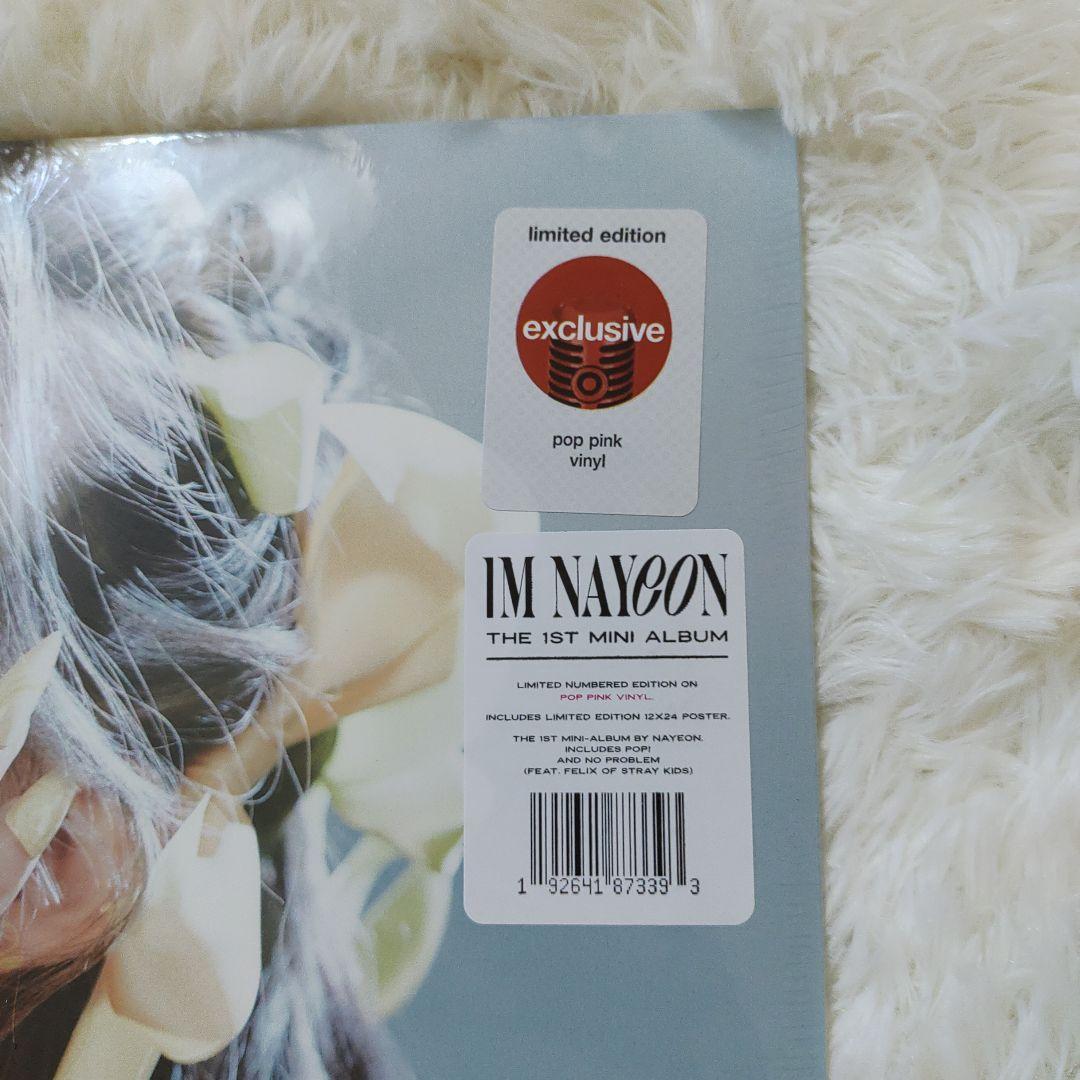 limited edition
exclusive
pop pink
vinyl
IM NAYEON
THE 1ST MINI ALBUM
LIMITED NUMBERED EDITION ON
POP PINK VINYL.
INCLUDES LIMITED EDITION 12X24 POSTER.
THE 1ST MINI-ALBUM BY NAYEON.
INCLUDES POP!
AND NO PROBLEM
(FEAT. FELIX OF STRAY KIDS)
1 92641 87339 3